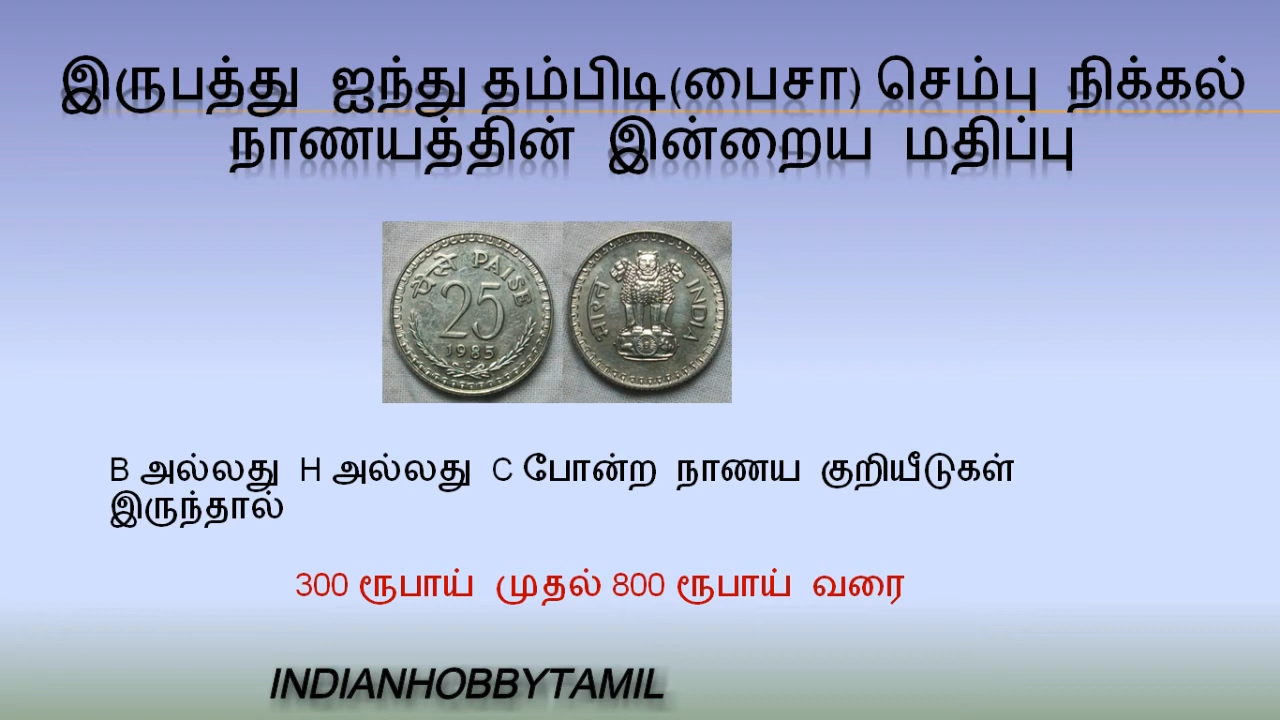 இருபத்து ஐந்து தம்பிடி(பைசா) செம்பு நிக்கல்
நாணயத்தின் இன்றைய மதிப்பு
पैसे PAISE
25
1985
भारत INDIA
B அல்லது H அல்லது C போன்ற நாணய குறியீடுகள்
இருந்தால்
300 ரூபாய் முதல் 800 ரூபாய் வரை
INDIANHOBBYTAMIL